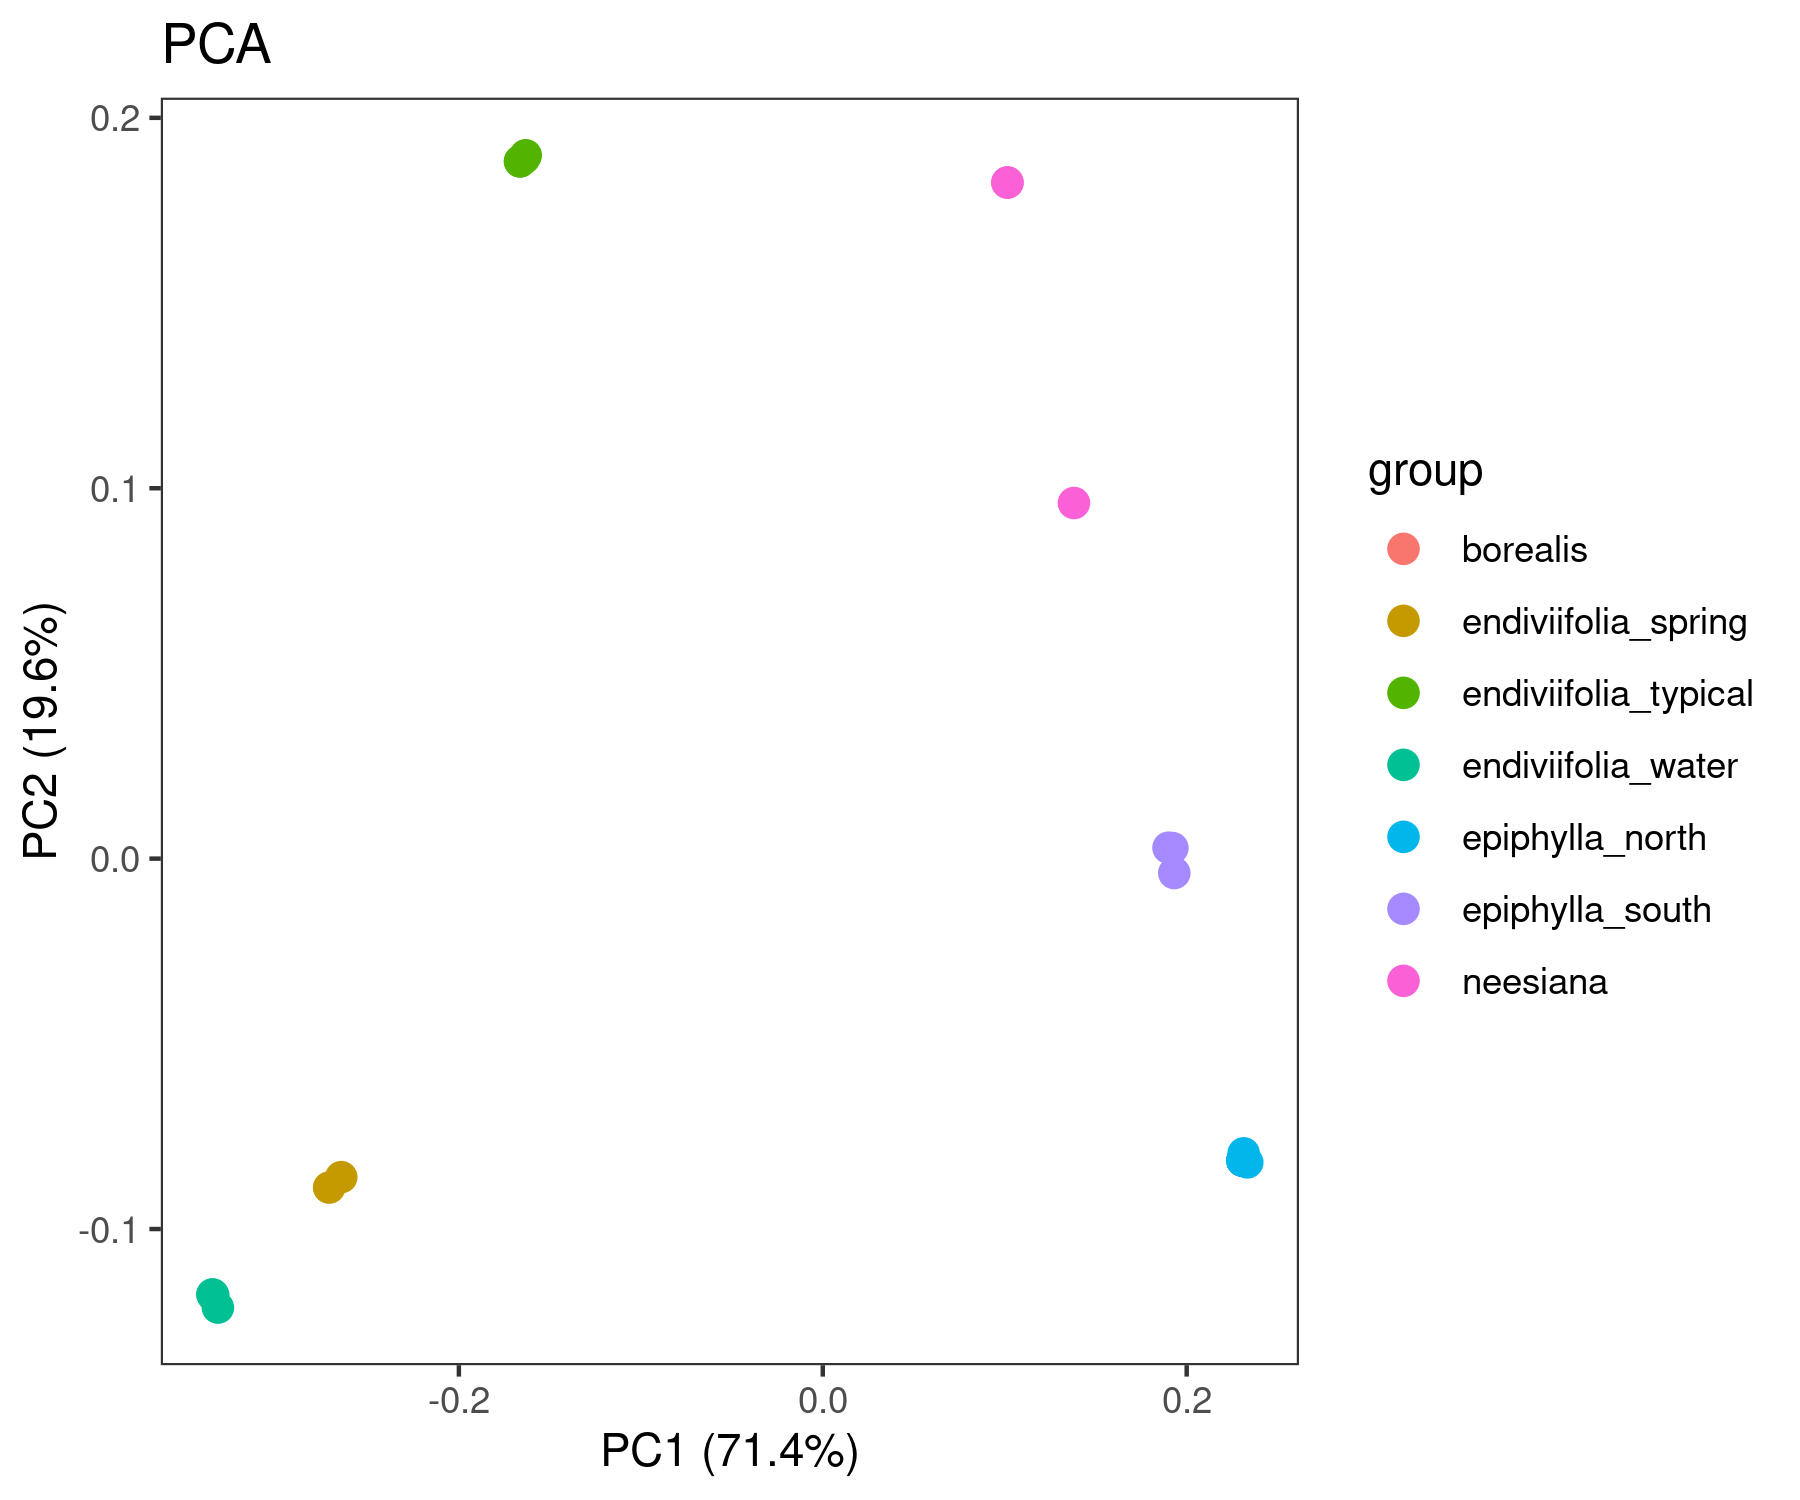 PCA
0.2
0.1
0.0
-0.1
PC2 (19.6%)
-0.2 0.0 0.2
PC1 (71.4%)
group
borealis
endiviifolia_spring
endiviifolia_typical
endiviifolia_water
epiphylla_north
epiphylla_south
neesiana